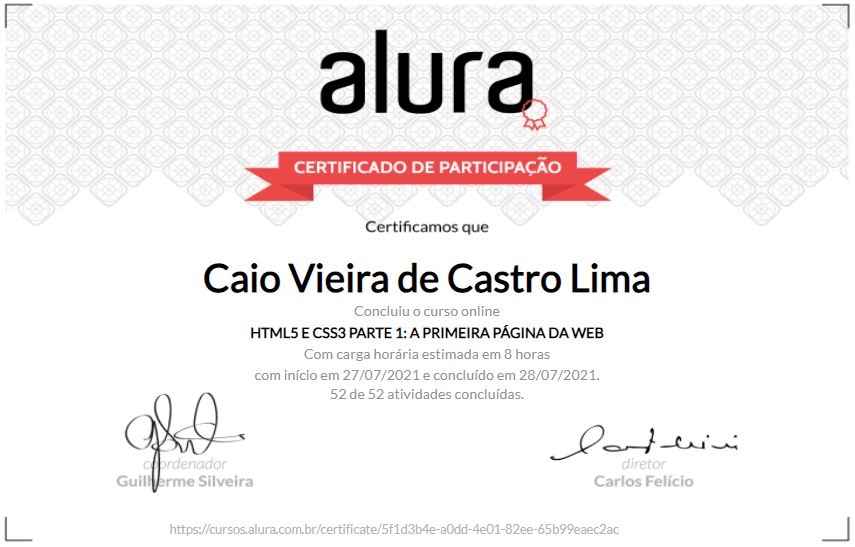 alura
CERTIFICADO DE PARTICIPAÇÃO
Certificamos que
Caio Vieira de Castro Lima
Concluiu o curso online
HTML5 E CSS3 PARTE 1: A PRIMEIRA PÁGINA DA WEB
Com carga horária estimada em 8 horas
com início em 27/07/2021 e concluído em 28/07/2021.
52 de 52 atividades concluídas.
coordenador
Guilherme Silveira
diretor
Carlos Felício
https://cursos.alura.com.br/certificate/5f1d3b4e-a0dd-4e01-82ee-65b99eaec2ac